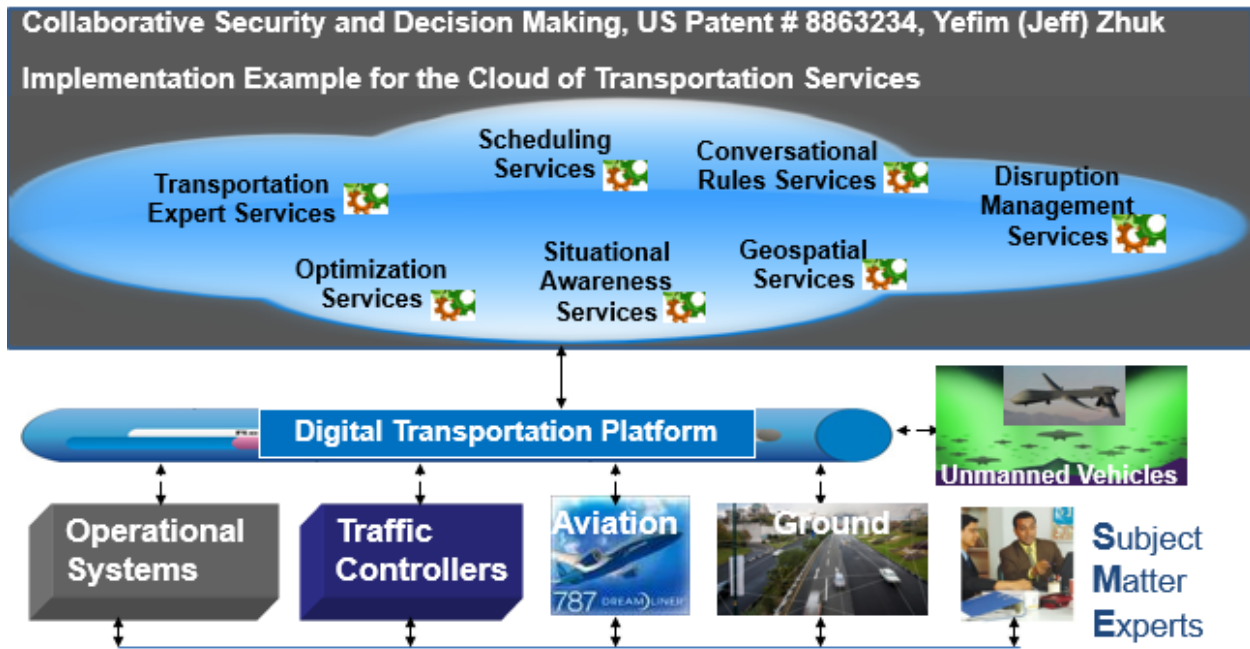 Collaborative Security and Decision Making, US Patent # 8863234, Yefim (Jeff) Zhuk
Implementation Example for the Cloud of Transportation Services
Scheduling
Services
Conversational
Rules Services
Transportation
Expert Services
Disruption
Management
Services
Optimization
Services
Situational
Awareness
Services
Geospatial
Services
Digital Transportation Platform
Unmanned Vehicles
Operational
Systems
Traffic
Controllers
Aviation
787 DREAMLINER
Ground
Subject
Matter
Experts